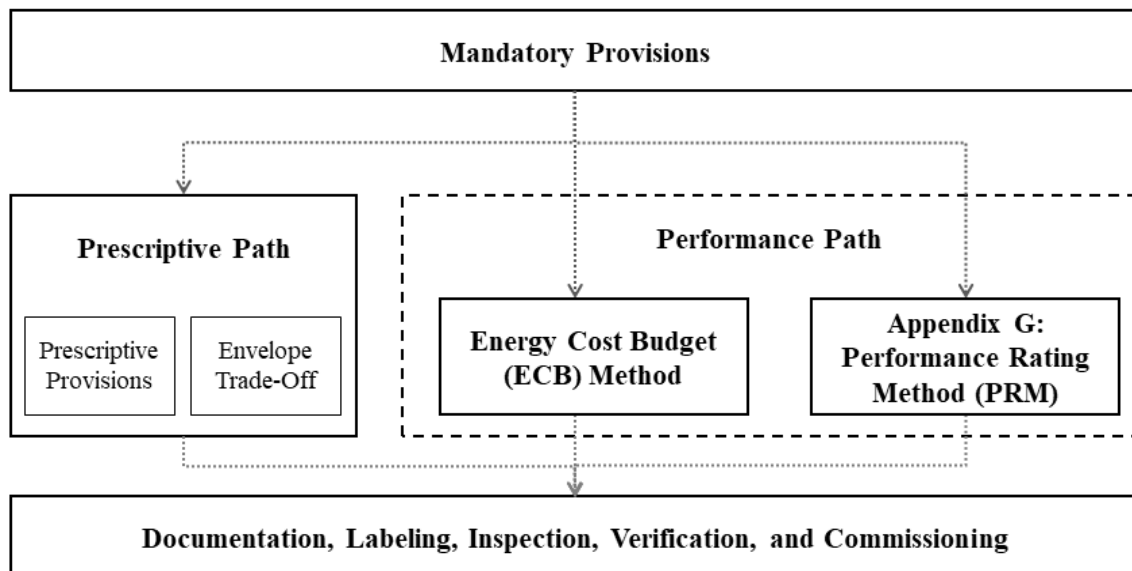 Mandatory Provisions
Prescriptive Path
Prescriptive
Provisions
Envelope
Trade-Off
Performance Path
Energy Cost Budget
(ECB) Method
Appendix G:
Performance Rating
Method (PRM)
Documentation, Labeling, Inspection, Verification, and Commissioning